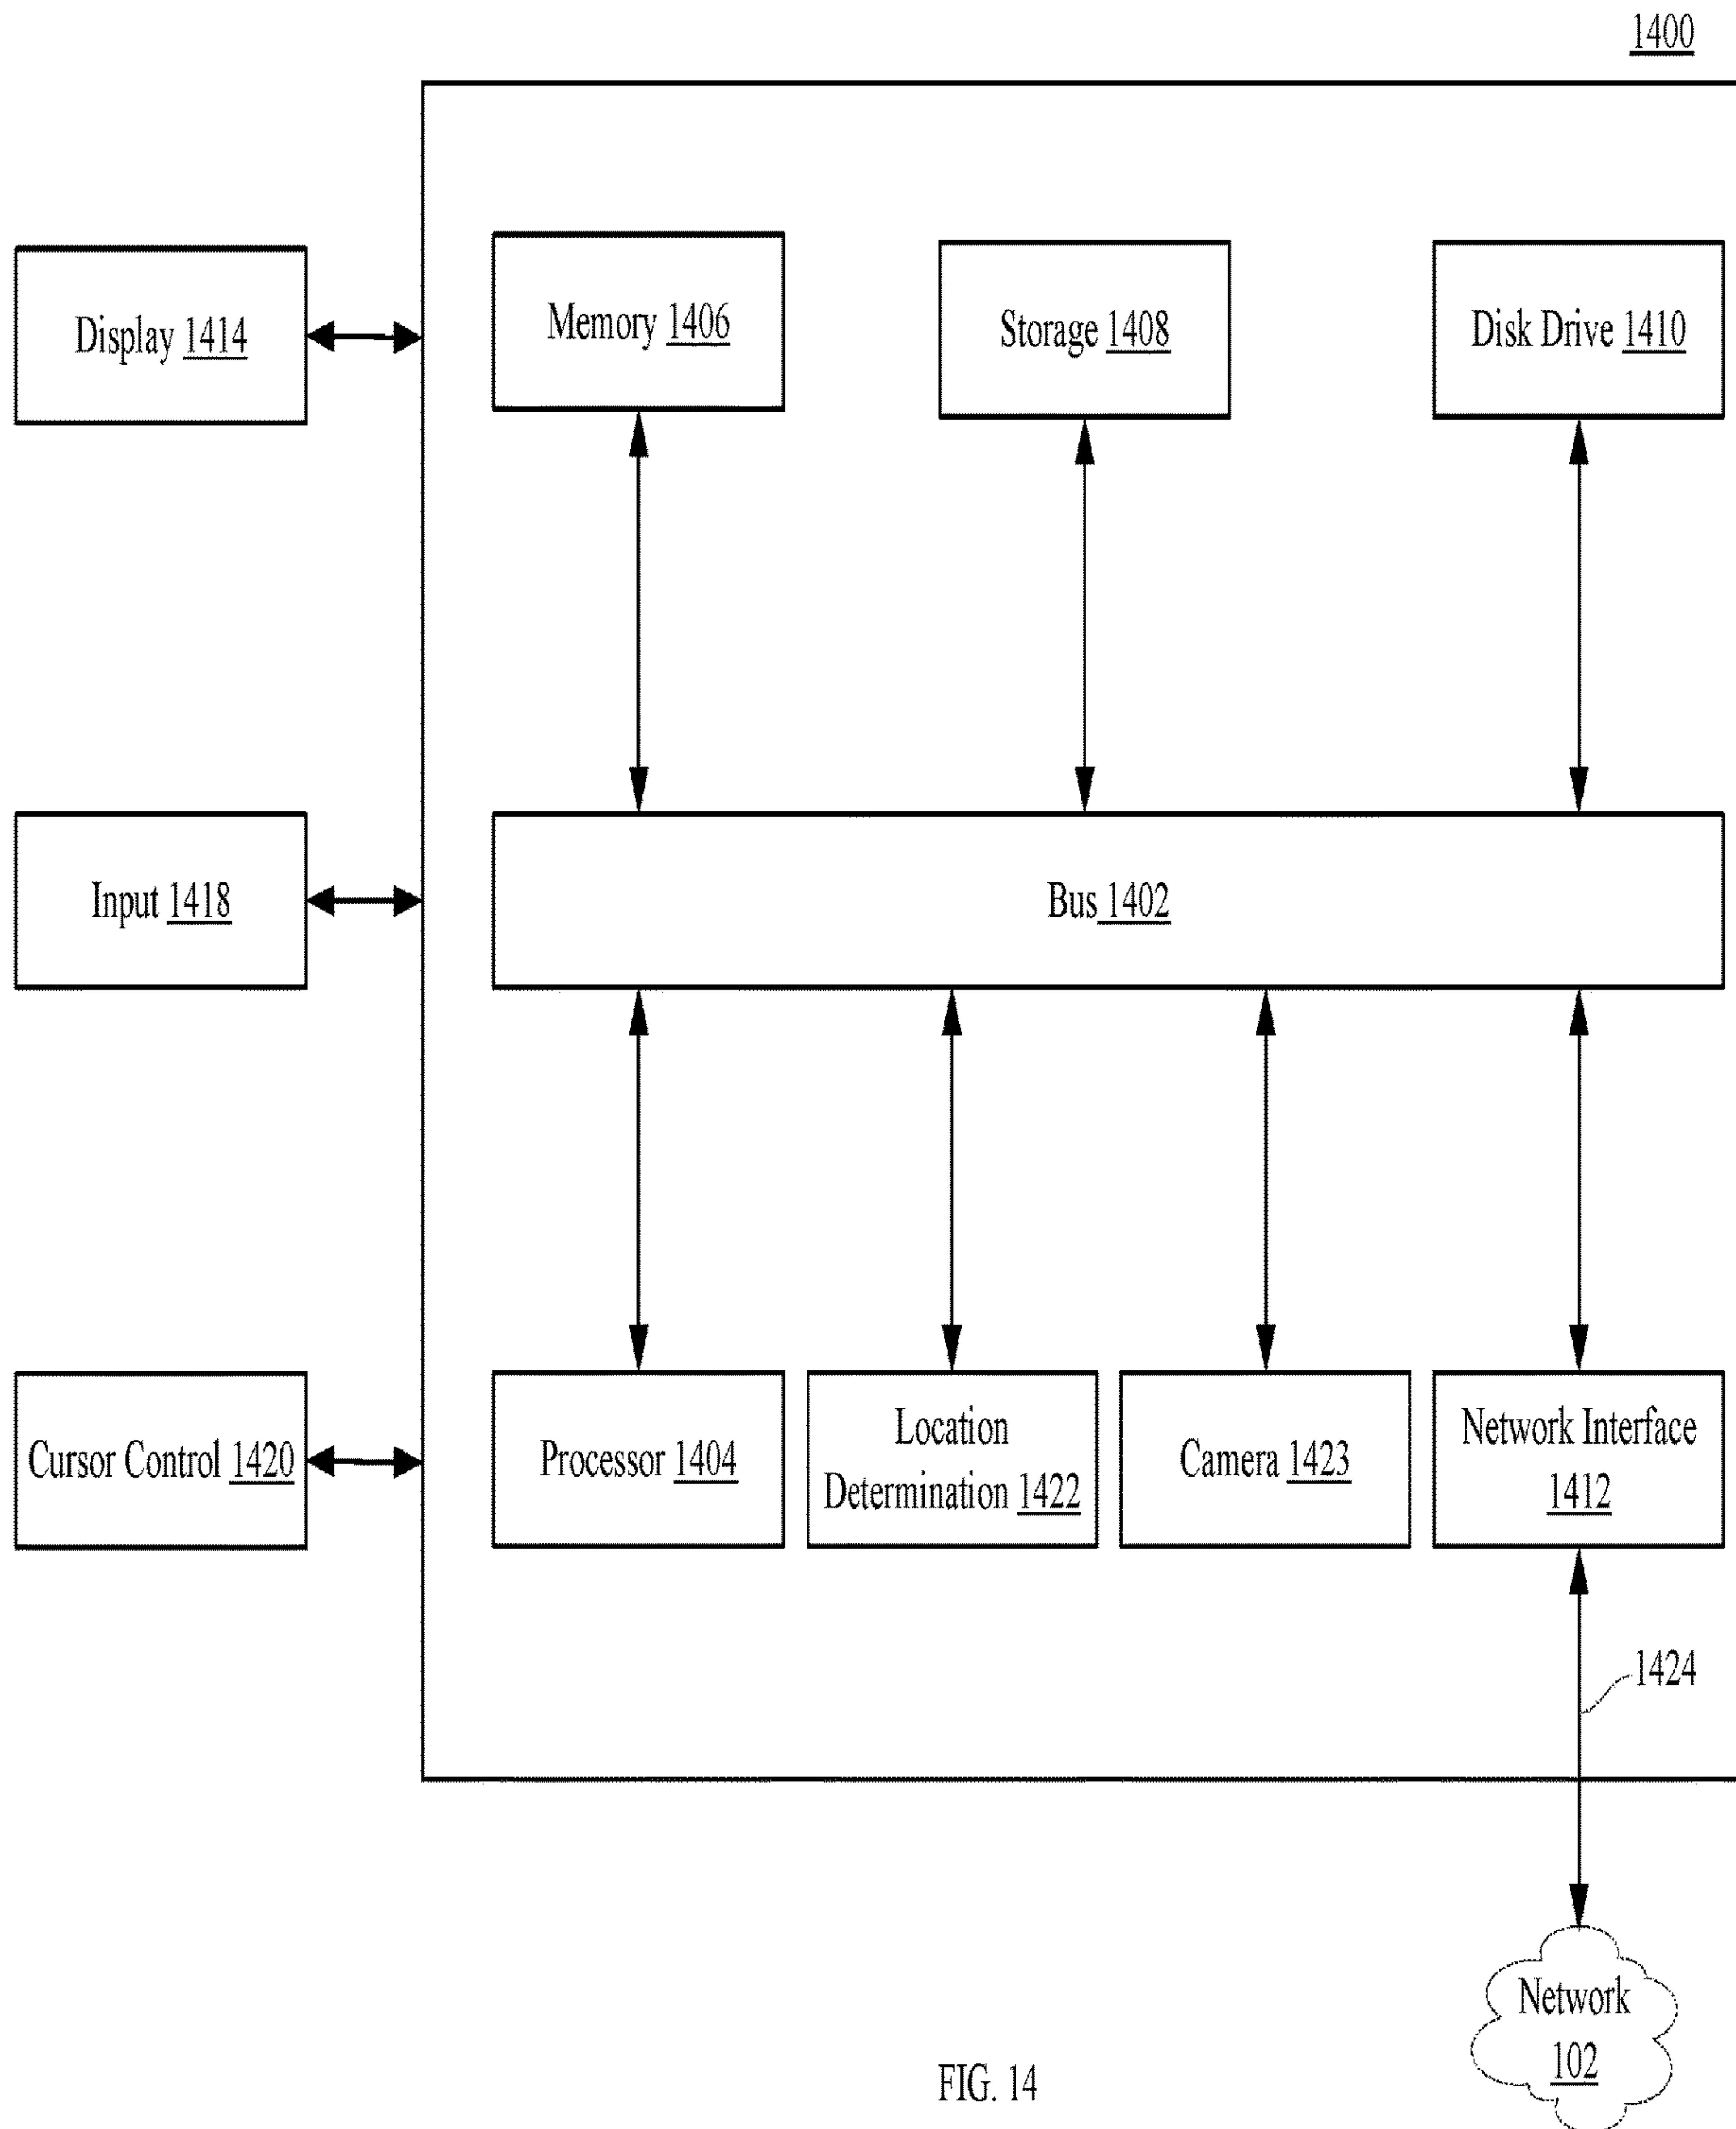 1400
Display 1414
Memory 1406
Storage 1408
Disk Drive 1410
Input 1418
Bus 1402
Cursor Control 1420
Processor 1404
Location
Determination 1422
Camera 1423
Network Interface
1412
1424
Network
102
FIG. 14